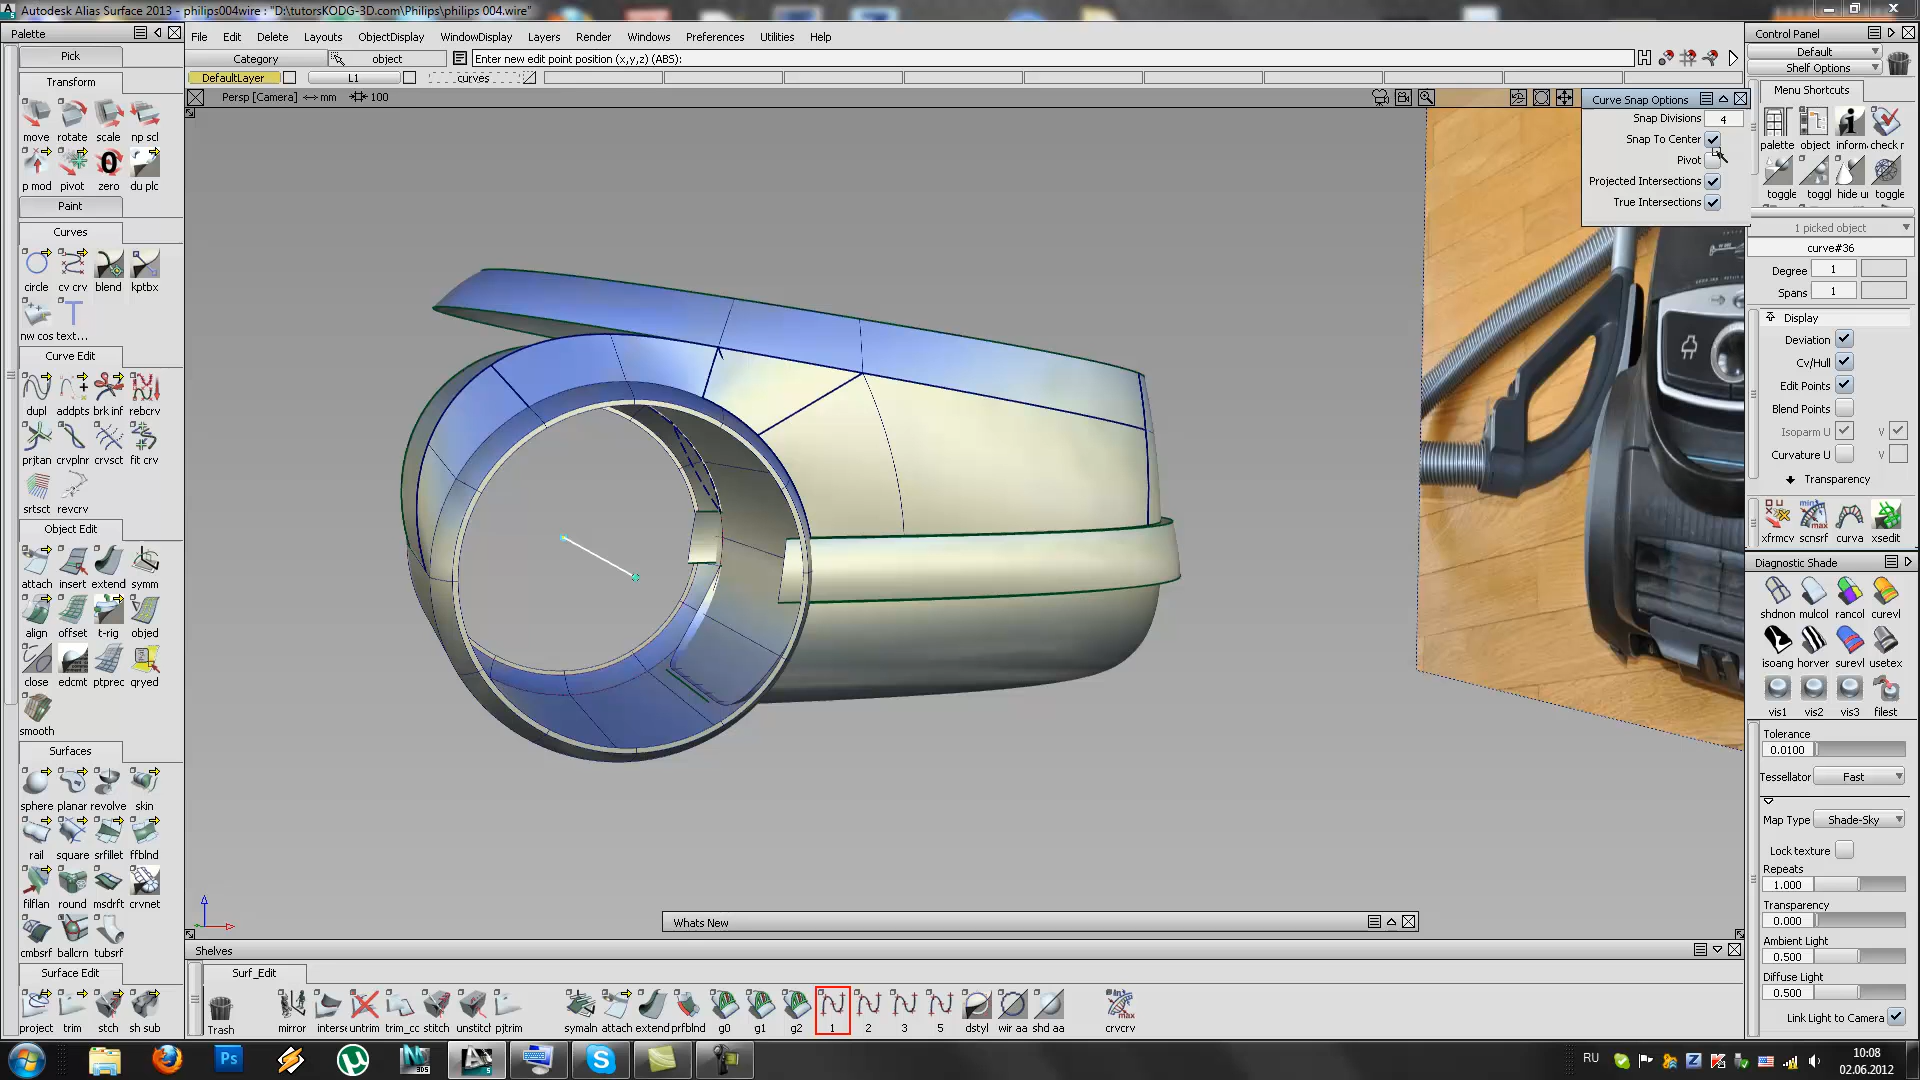 Autodesk Alias Surface 2013 - philips004wire : "D:\tutorsKODG-3D.com\Philips\philips 004.wire"
Palette
File Edit Delete Layouts ObjectDisplay WindowDisplay Layers Render Windows Preferences Utilities Help
Control Panel
Pick
Category object Enter new edit point position (x,y,z) (ABS):
Default
Shelf Options
DefaultLayer L1 curves
Transform
Persp [Camera] mm 100
Curve Snap Options
Menu Shortcuts
Snap Divisions 4
Snap To Center
Pivot
Projected Intersections
True Intersections
move rotate scale np scl
p mod pivot zero du plc
Paint
Curves
circle cv crv blend kptbx
nw cos text...
Curve Edit
dupl addpts brk inf rebcrv
prjtan crvplnr crvsct fit crv
srtsct revcrv
Object Edit
attach insert extend symm
align offset t-rig objed
close edcmt ptprec qryed
smooth
Surfaces
sphere planar revolve skin
rail square srfillet ffblnd
filflan round msdrft crvnet
cmbsrf ballcrn tubsrf
Surface Edit
project trim stch sh sub
palette object inform check r
toggle toggl hide ur toggle
1 picked object
curve#36
Degree 1
Spans 1
Display
Deviation
Cv/Hull
Edit Points
Blend Points
Isoparm U V
Curvature U V
Transparency
xfrmcv scnsrf curva xsedit
Diagnostic Shade
shdnon mulcol rancol curevl
isoang horver surevl usetex
vis1 vis2 vis3 filest
Tolerance
0.0100
Tessellator Fast
Map Type Shade-Sky
Lock texture
Repeats
1.000
Transparency
0.000
Ambient Light
0.500
Diffuse Light
0.500
Link Light to Camera
Whats New
Shelves
Surf_Edit
Trash mirror interse untrim trim_cc stitch unstitcl pjtrim symaln attach extend prfblnd g0 g1 g2 1 2 3 5 dstyl wir aa shd aa crvcrv
RU
10:08
02.06.2012